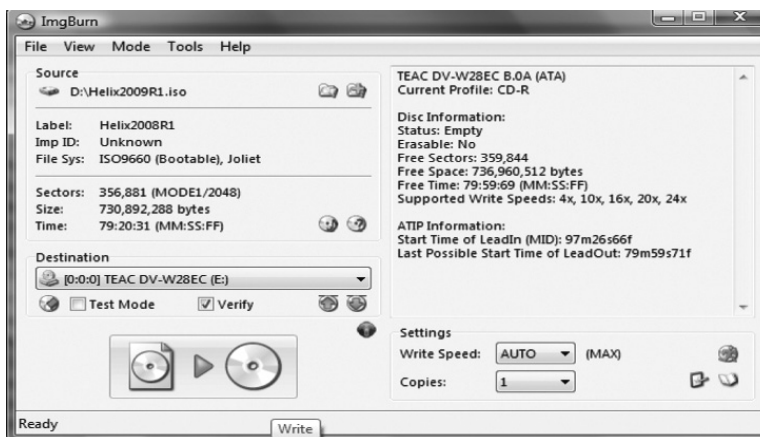 ImgBurn
File View Mode Tools Help
Source
D:\Helix2009R1.iso
Label: Helix2008R1
Imp ID: Unknown
File Sys: ISO9660 (Bootable), Joliet
Sectors: 356,881 (MODE1/2048)
Size: 730,892,288 bytes
Time: 79:20:31 (MM:SS:FF)
Destination
[0:0:0] TEAC DV-W28EC (E:)
Test Mode Verify
TEAC DV-W28EC B.0A (ATA)
Current Profile: CD-R
Disc Information:
Status: Empty
Erasable: No
Free Sectors: 359,844
Free Space: 736,960,512 bytes
Free Time: 79:59:69 (MM:SS:FF)
Supported Write Speeds: 4x, 10x, 16x, 20x, 24x
ATIP Information:
Start Time of LeadIn (MID): 97m26s66f
Last Possible Start Time of LeadOut: 79m59s71f
Settings
Write Speed: AUTO (MAX)
Copies: 1
Ready
Write